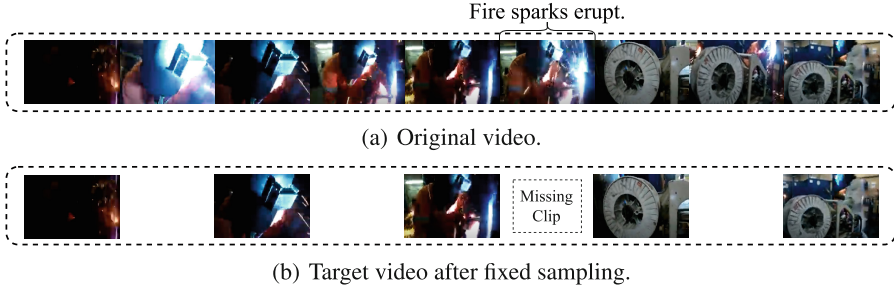 Fire sparks erupt.
(a) Original video.
Missing
Clip
(b) Target video after fixed sampling.